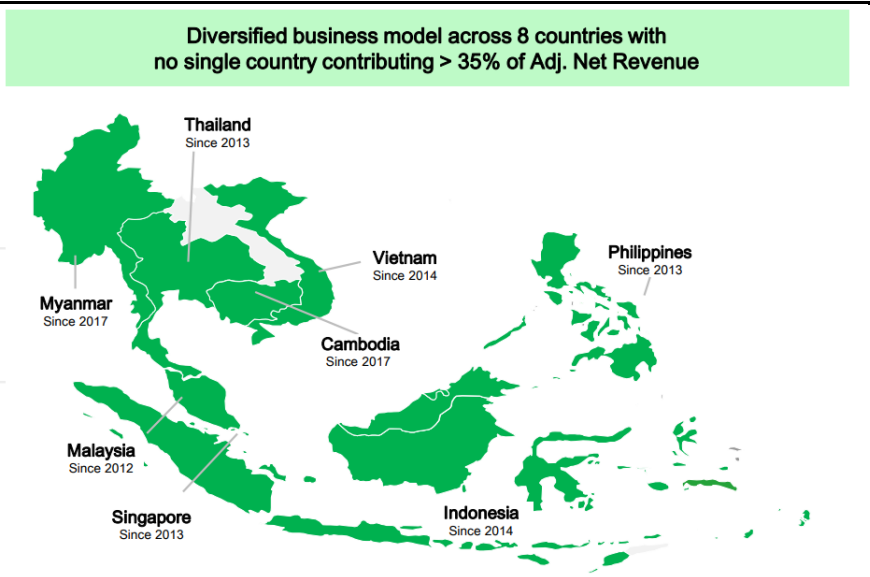 Diversified business model across 8 countries with
no single country contributing > 35% of Adj. Net Revenue
Thailand
Since 2013
Vietnam
Since 2014
Philippines
Since 2013
Myanmar
Since 2017
Cambodia
Since 2017
Malaysia
Since 2012
Singapore
Since 2013
Indonesia
Since 2014